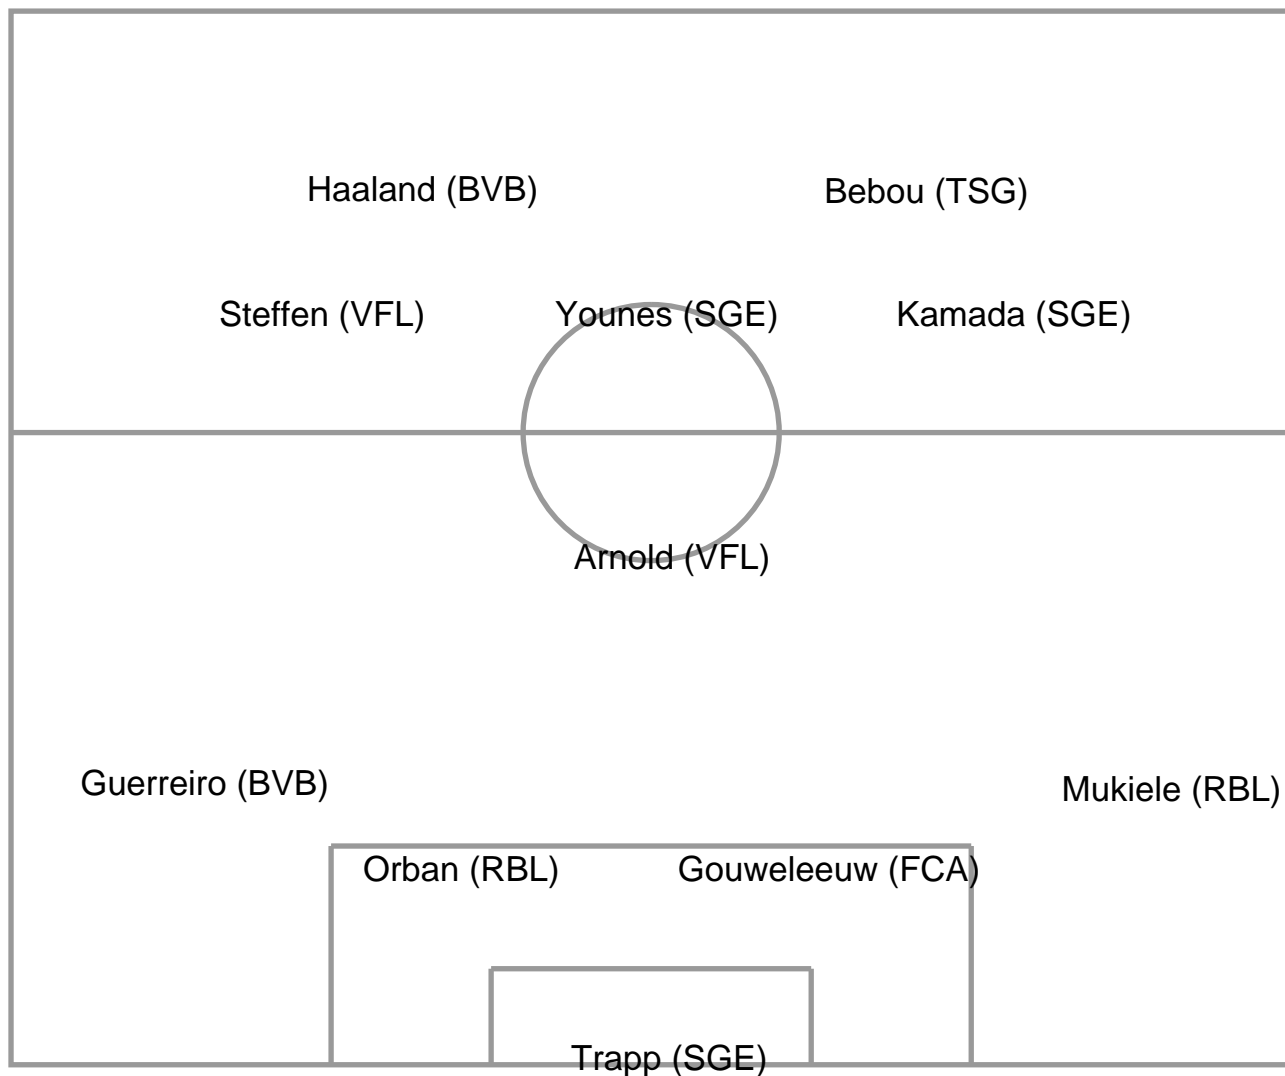 Haaland (BVB)
Bebou (TSG)
Steffen (VFL)
Younes (SGE)
Kamada (SGE)
Arnold (VFL)
Guerreiro (BVB)
Mukiele (RBL)
Orban (RBL)
Gouweleeuw (FCA)
Trapp (SGE)